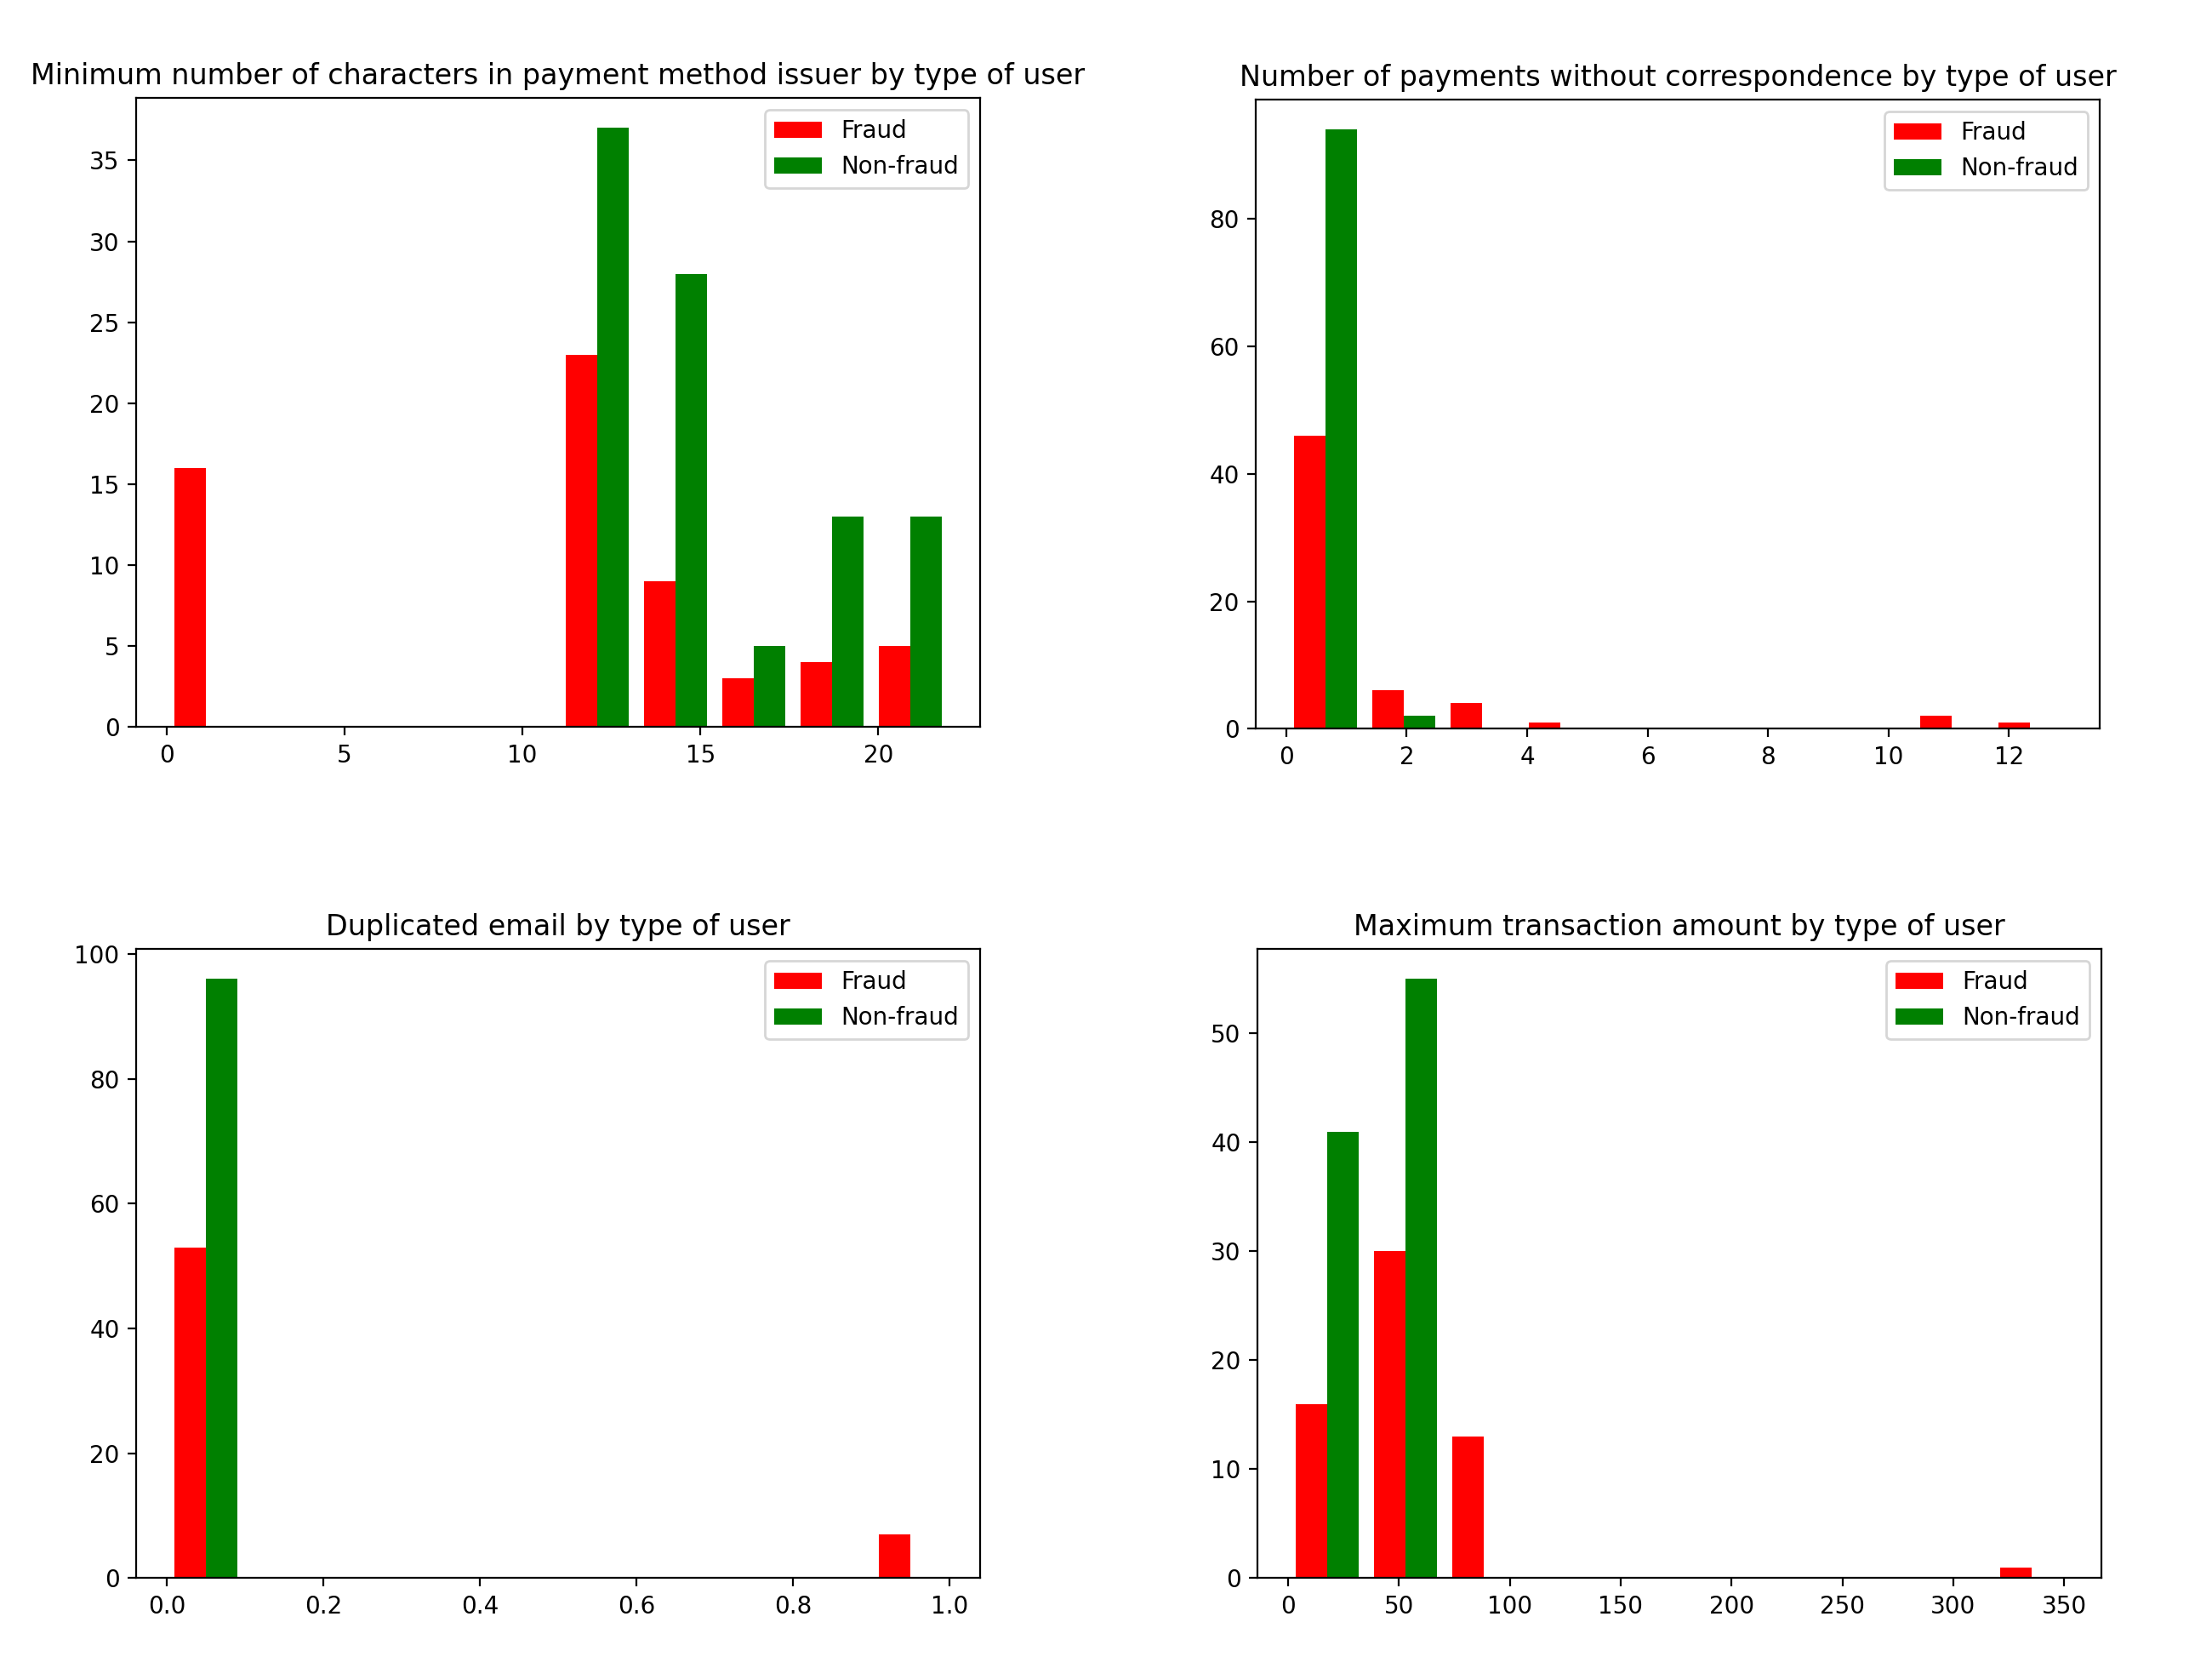 Minimum number of characters in payment method issuer by type of user
Fraud
Non-fraud
35
30
25
20
15
10
5
0
0 5 10 15 20
Number of payments without correspondence by type of user
Fraud
Non-fraud
80
60
40
20
0
0 2 4 6 8 10 12
Duplicated email by type of user
Fraud
Non-fraud
100
80
60
40
20
0
0.0 0.2 0.4 0.6 0.8 1.0
Maximum transaction amount by type of user
Fraud
Non-fraud
50
40
30
20
10
0
0 50 100 150 200 250 300 350